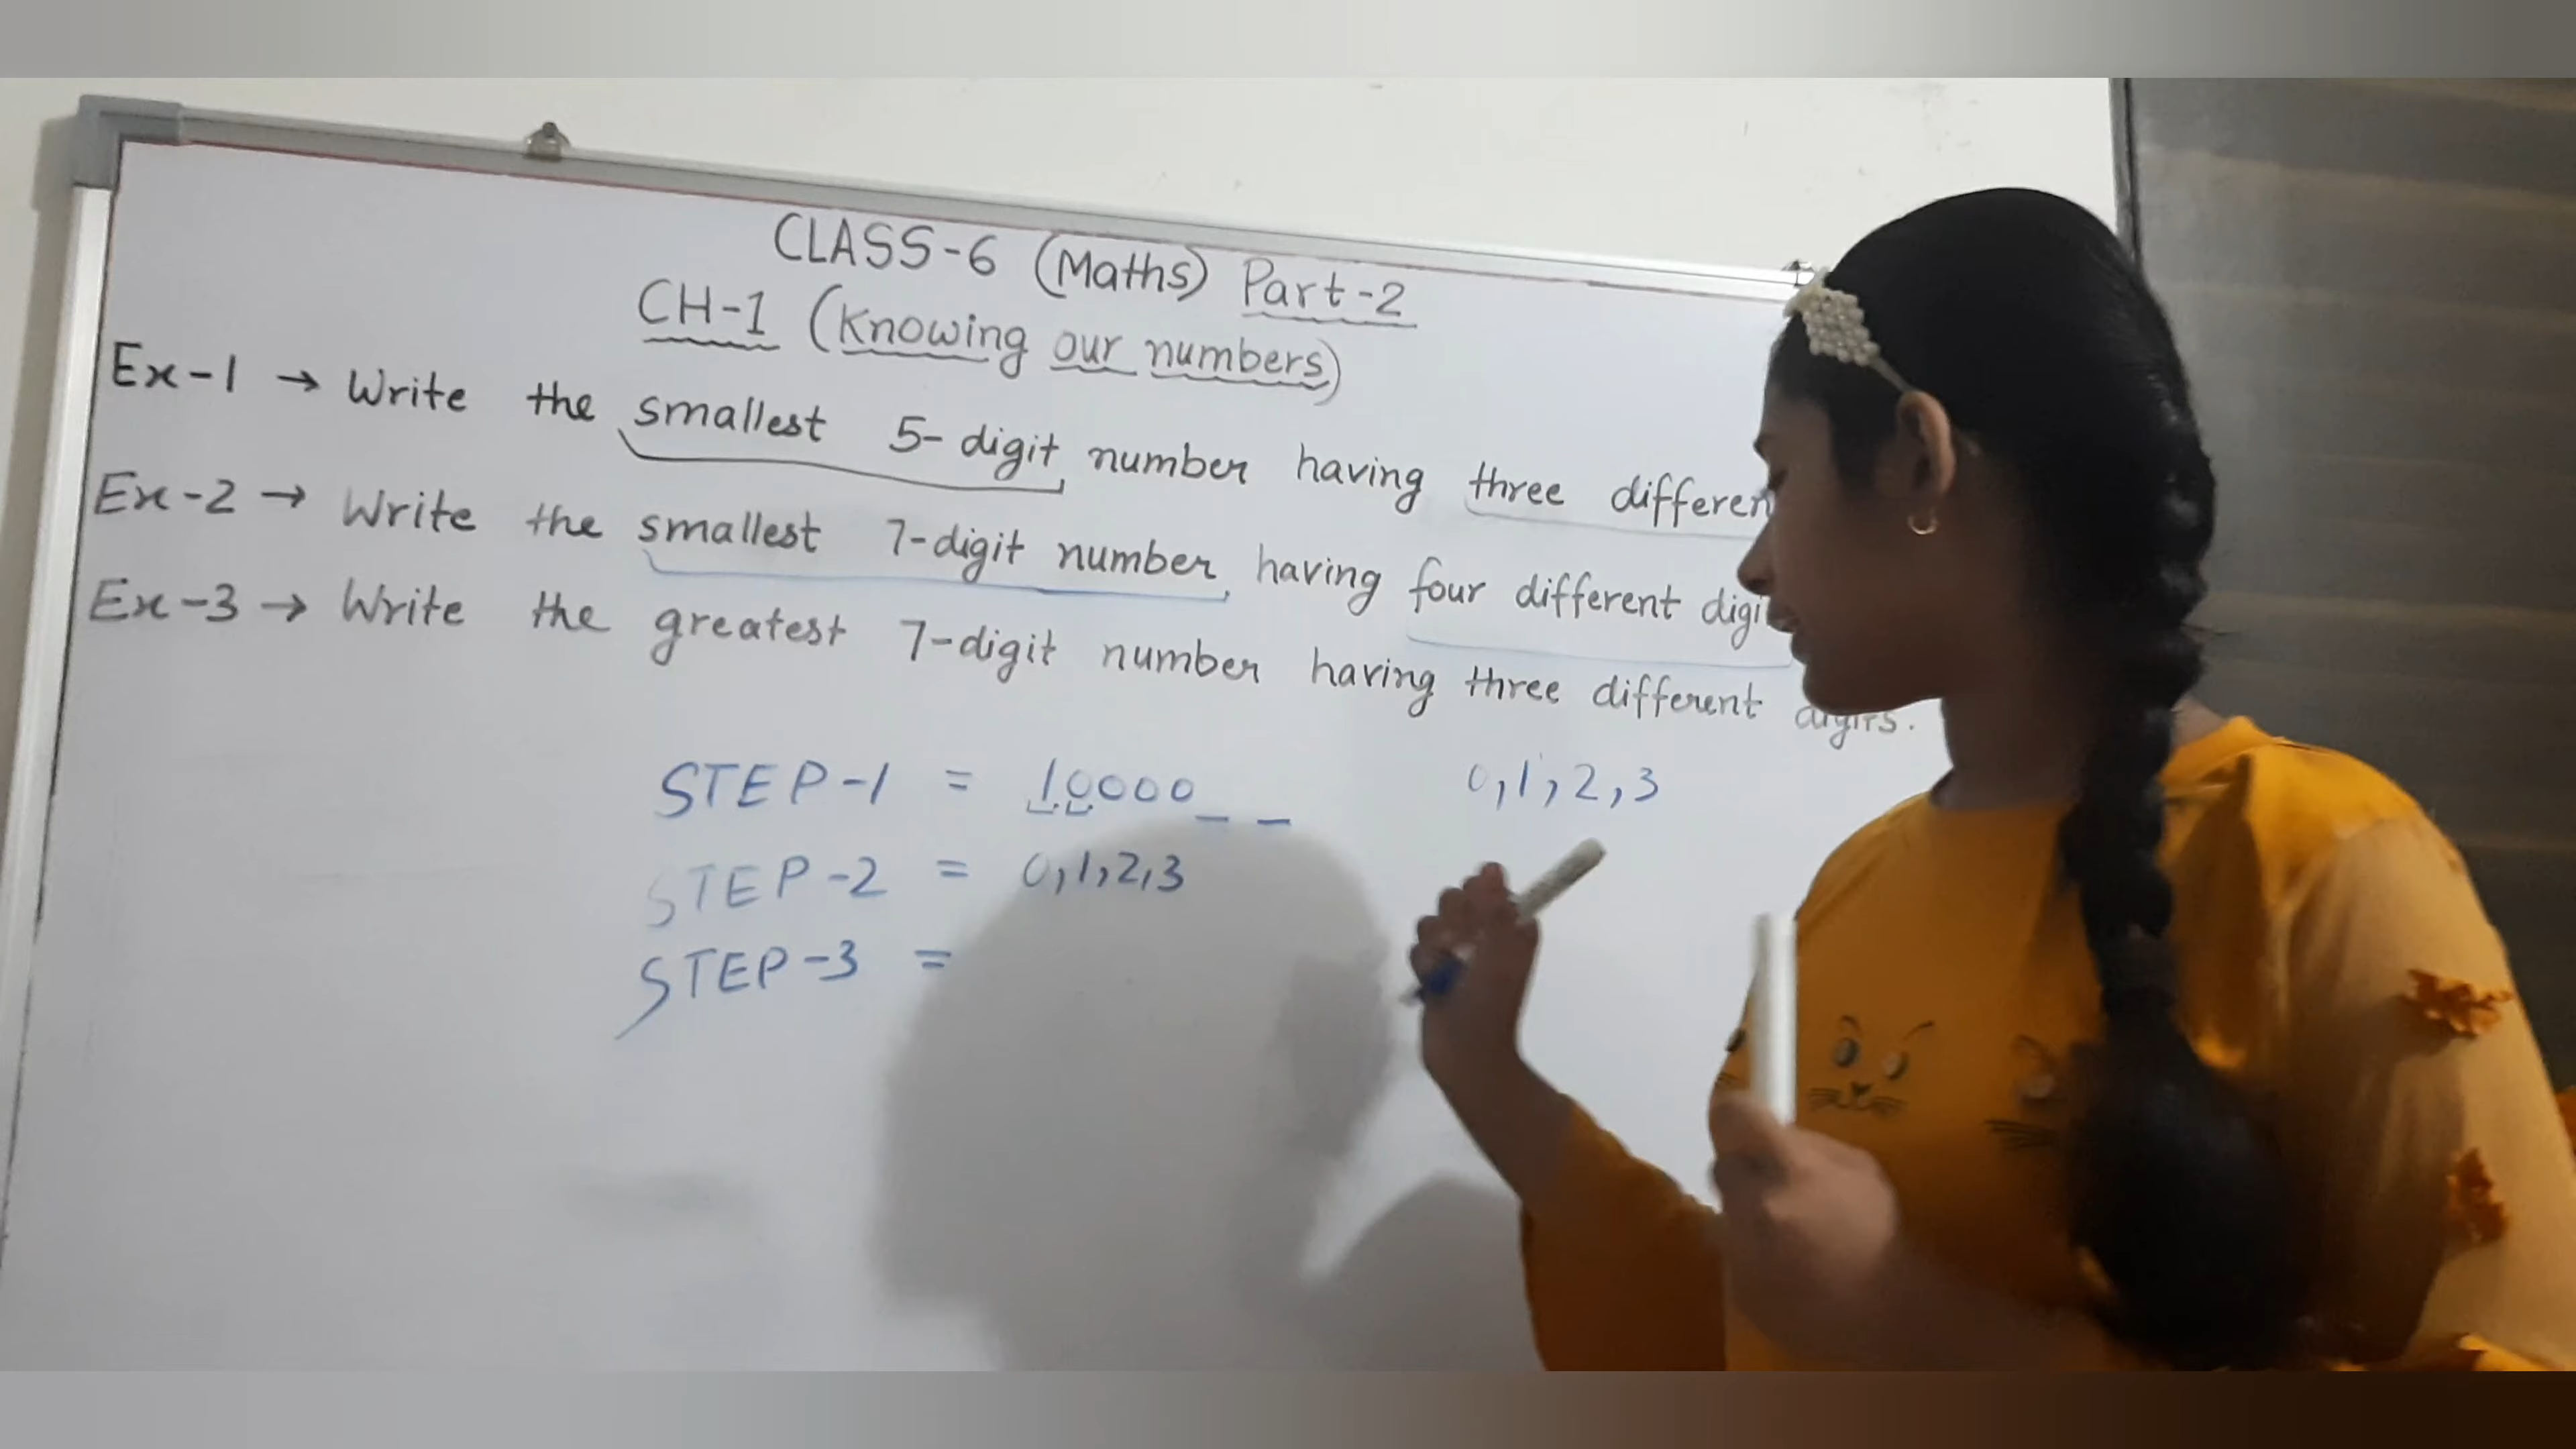 CLASS-6 (Maths) Part-2
CH-1 (Knowing our numbers)
Ex-1 → Write the smallest 5-digit number having three differen
Ex-2 → Write the smallest 7-digit number, having four different digi
Ex-3 → Write the greatest 7-digit number having three different digits.
STEP-1 = 10000_ _ 0,1,2,3
STEP-2 = 0,1,2,3
STEP-3 =